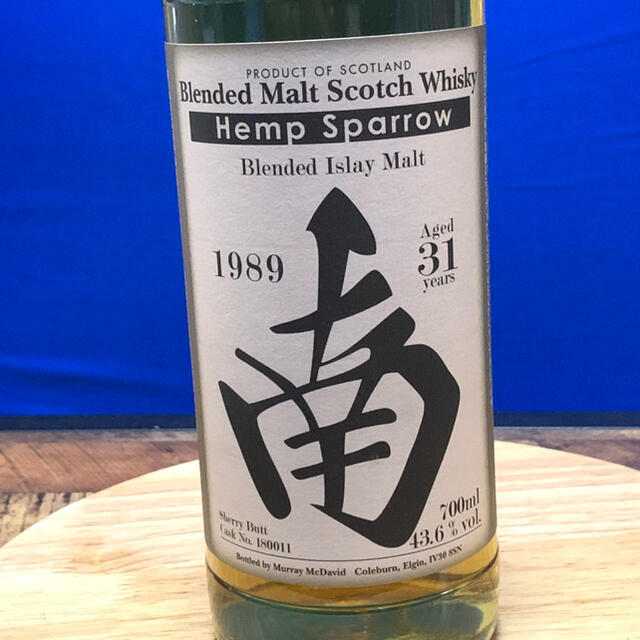 PRODUCT OF SCOTLAND
Blended Malt Scotch Whisky
Hemp Sparrow
Blended Islay Malt
1989
Aged
31
years
南
Sherry Butt
Cask No. 180011
700ml
43.6 % vol.
Bottled by Murray McDavid Coleburn, Elgin, IV30 8SN